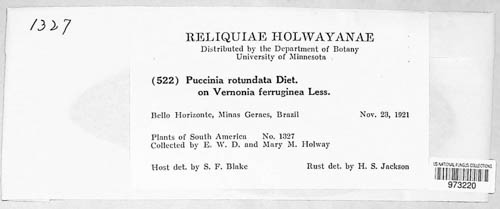 1327
RELIQUIAE HOLWAYANAE
Distributed by the Department of Botany
University of Minnesota
(522) Puccinia rotundata Diet.
on Vernonia ferruginea Less.
Bello Horizonte, Minas Geraes, Brazil Nov. 23, 1921
Plants of South America No. 1327
Collected by E. W. D. and Mary M. Holway
Host det. by S. F. Blake Rust det. by H. S. Jackson
US NATIONAL FUNGUS COLLECTIONS
973220